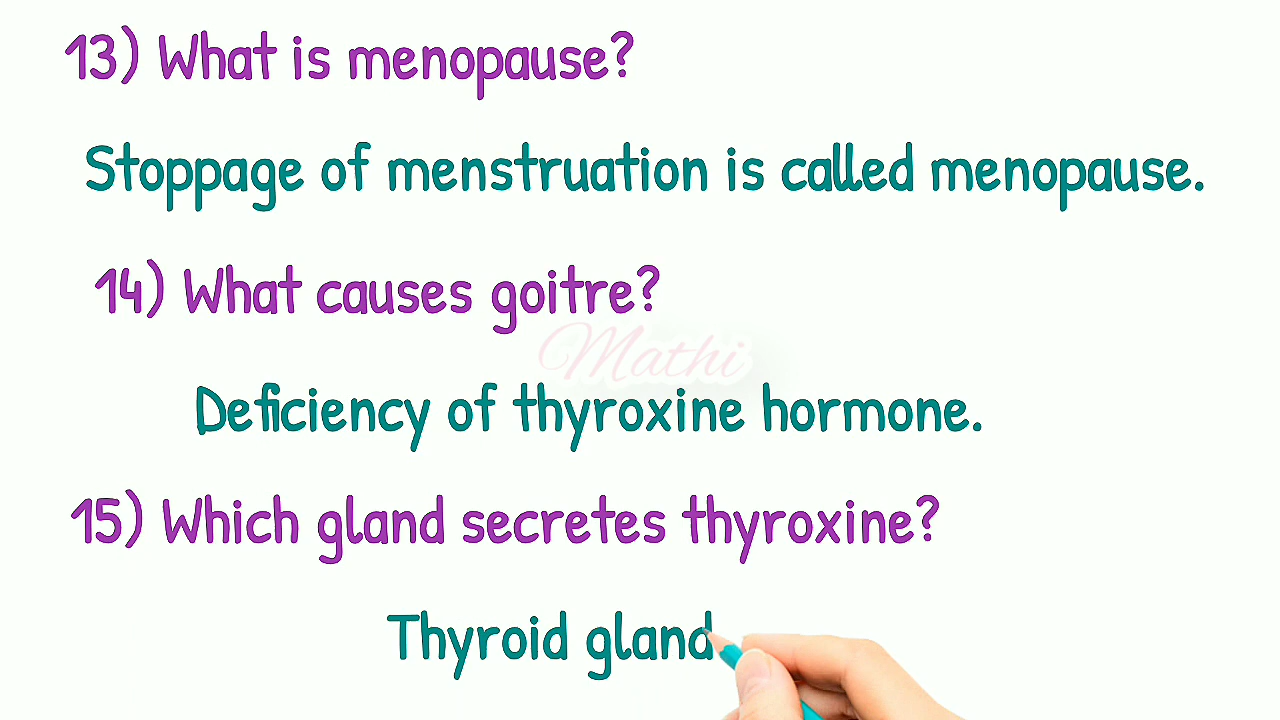 13) What is menopause?
Stoppage of menstruation is called menopause.
14) What causes goitre?
Mathi
Deficiency of thyroxine hormone.
15) Which gland secretes thyroxine?
Thyroid gland